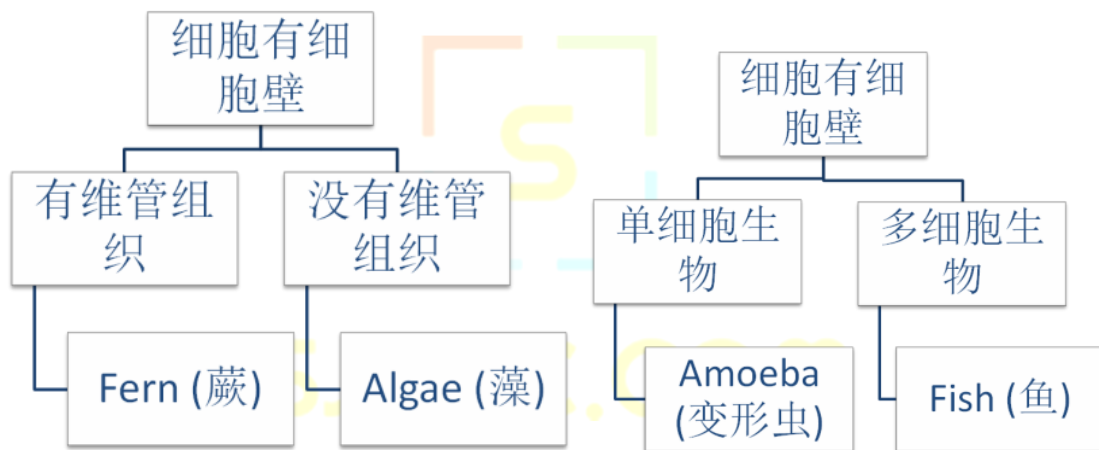 细胞有细
胞壁
有维管组
织
没有维管
组织
Fern (蕨)
Algae (藻)
细胞有细
胞壁
单细胞生
物
多细胞生
物
Amoeba
(变形虫)
Fish (鱼)